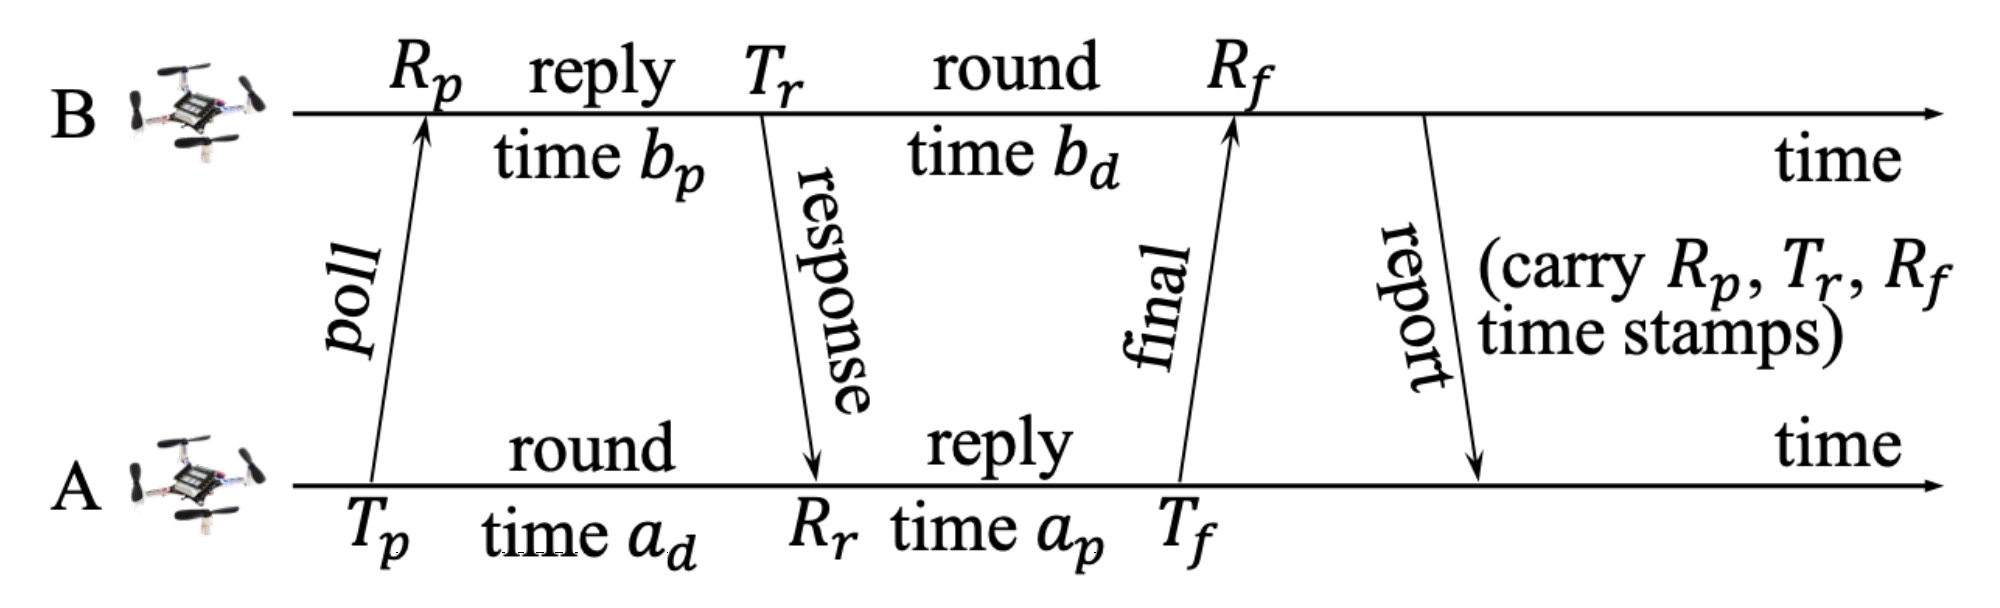 R_p reply T_r round R_f
B
time b_p time b_d time
poll
response
final
report
(carry R_p, T_r, R_f
time stamps)
round reply time
A
T_p time a_d R_r time a_p T_f